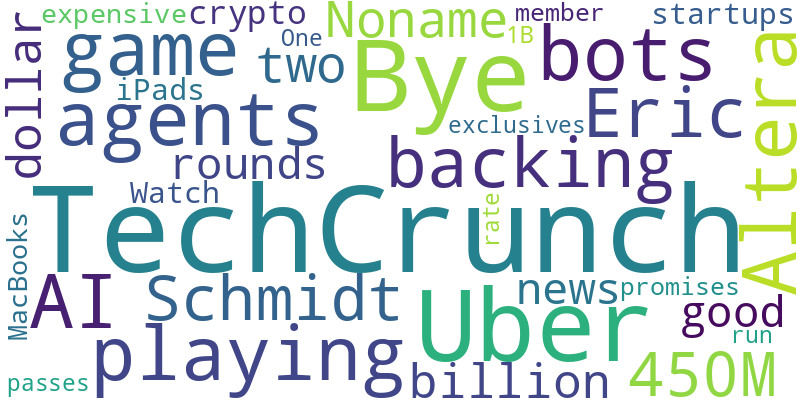 expensive
crypto
Noname
member
startups
One
1B
game
two
Bye
bots
dollar
iPads
agents
exclusives
Eric
Altera
rounds
backing
Watch
rate
TechCrunch
MacBooks
AI
Schmidt
Uber
news
promises
good
run
playing
billion
450M
passes